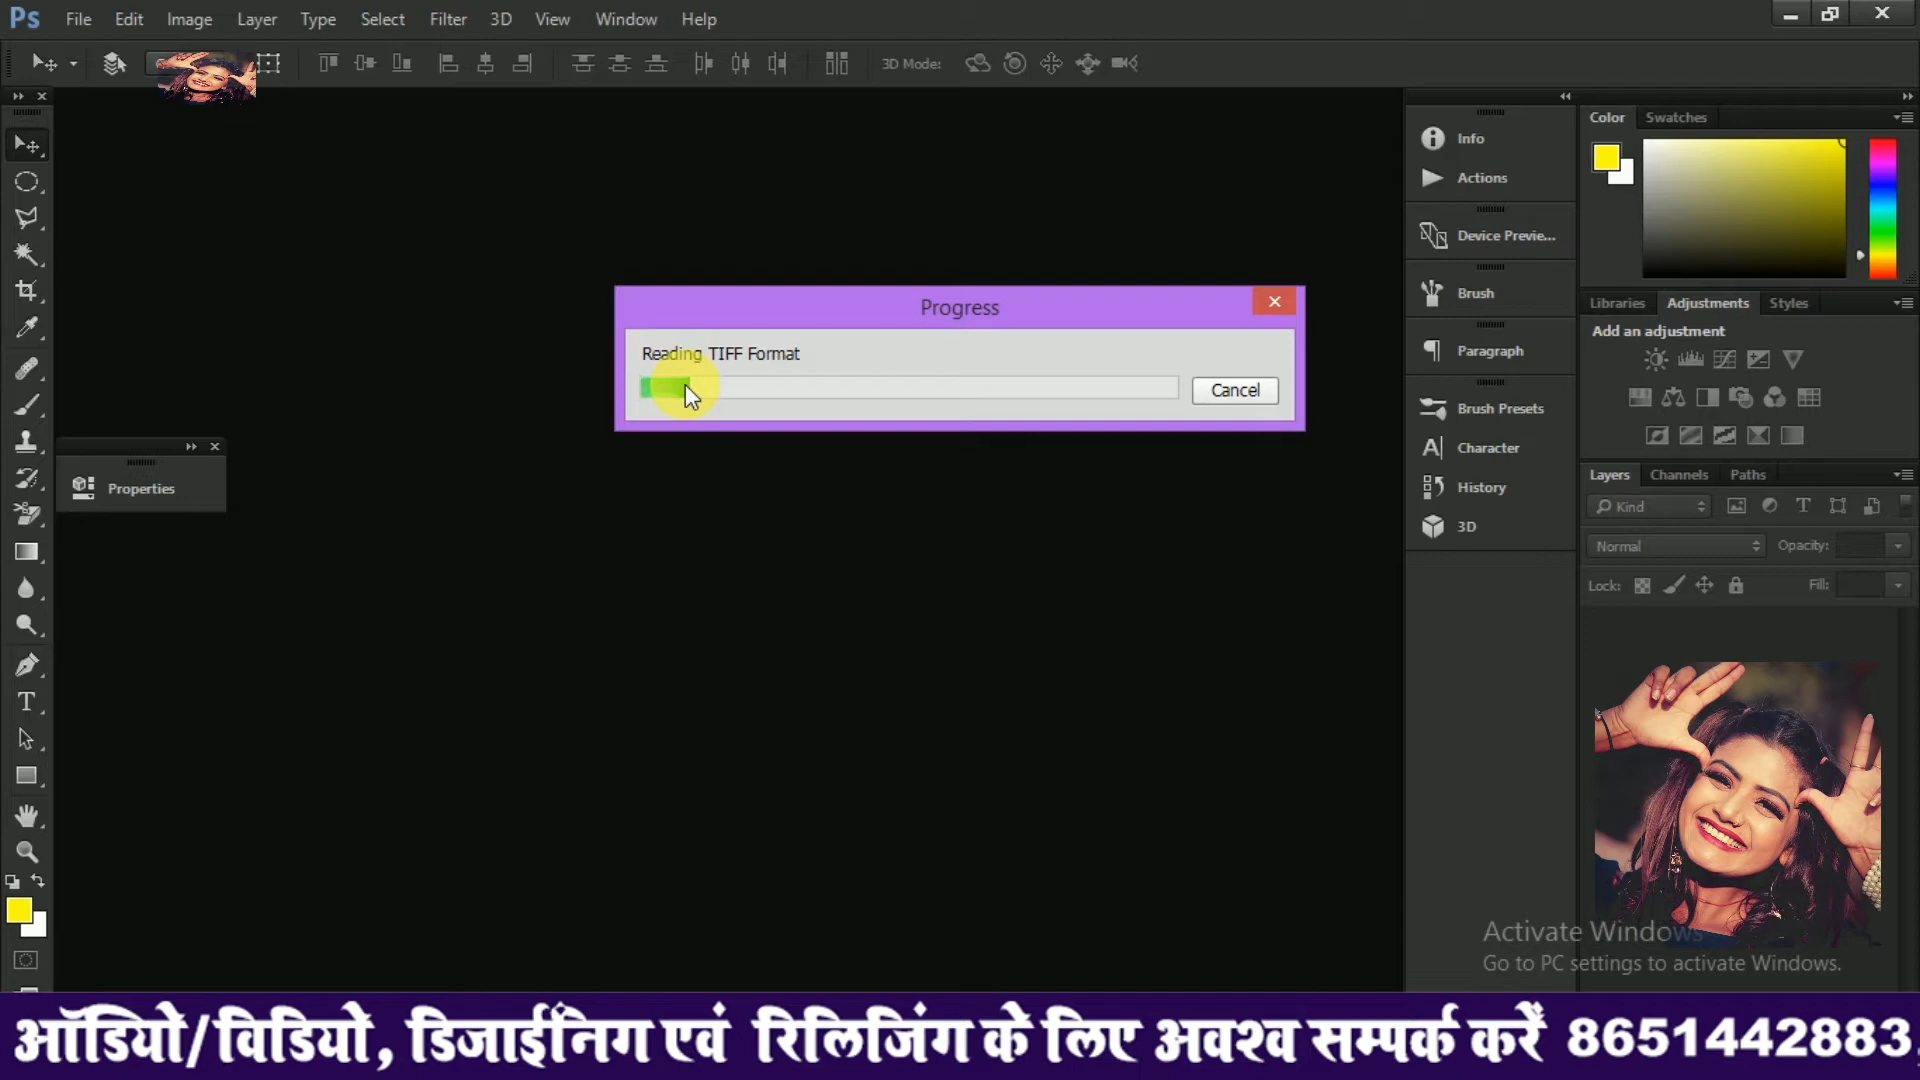 Ps File Edit Image Layer Type Select Filter 3D View Window Help
3D Mode:
Color Swatches
Info
Actions
Device Previe...
Brush
Paragraph
Brush Presets
Character
History
3D
Libraries Adjustments Styles
Add an adjustment
Progress
Reading TIFF Format
Cancel
Properties
Layers Channels Paths
Kind
Normal Opacity:
Lock: Fill:
Activate Windows
Go to PC settings to activate Windows.
ऑडियो/विडियो, डिजाईनिंग एवं रिलिजिंग के लिए अवश्व सम्पर्क करें 8651442883,